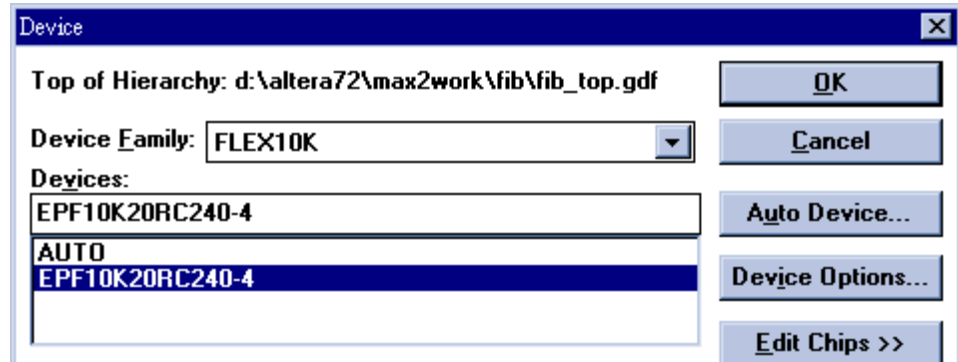 Device
Top of Hierarchy: d:\altera72\max2work\fib\fib_top.gdf
OK
Device Family: FLEX10K
Cancel
Devices:
EPF10K20RC240-4
Auto Device...
AUTO
EPF10K20RC240-4
Device Options...
Edit Chips >>